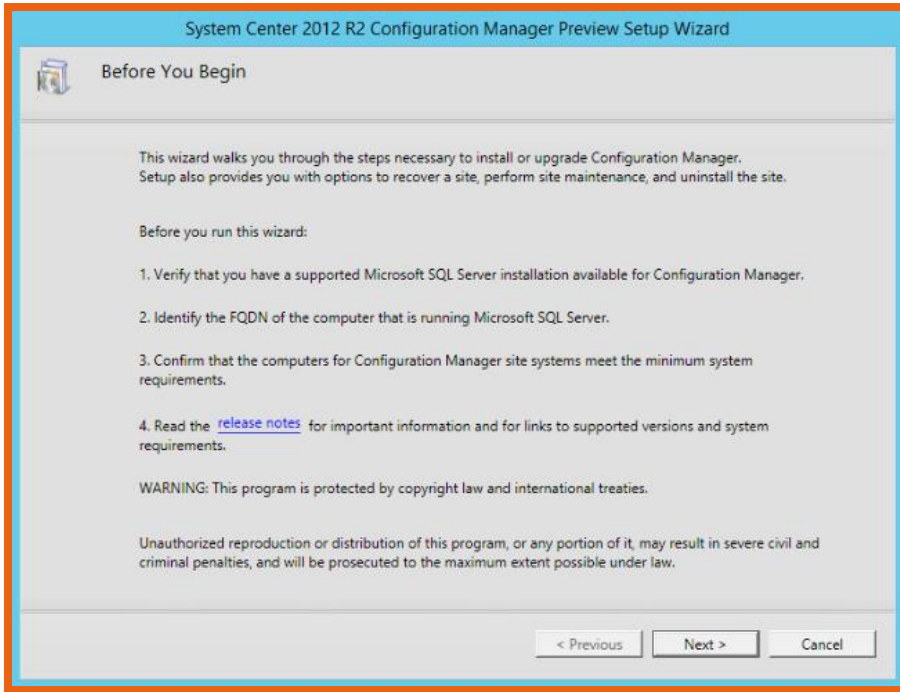 System Center 2012 R2 Configuration Manager Preview Setup Wizard
Before You Begin
This wizard walks you through the steps necessary to install or upgrade Configuration Manager.
Setup also provides you with options to recover a site, perform site maintenance, and uninstall the site.
Before you run this wizard:
1. Verify that you have a supported Microsoft SQL Server installation available for Configuration Manager.
2. Identify the FQDN of the computer that is running Microsoft SQL Server.
3. Confirm that the computers for Configuration Manager site systems meet the minimum system
requirements.
4. Read the release notes for important information and for links to supported versions and system
requirements.
WARNING: This program is protected by copyright law and international treaties.
Unauthorized reproduction or distribution of this program, or any portion of it, may result in severe civil and
criminal penalties, and will be prosecuted to the maximum extent possible under law.
< Previous Next > Cancel